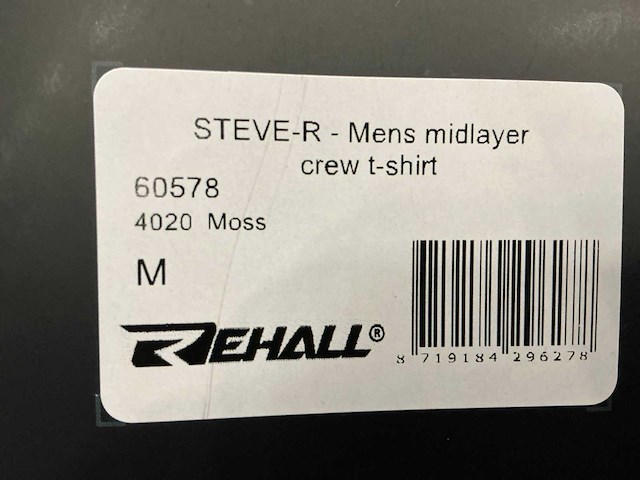 STEVE-R - Mens midlayer
crew t-shirt
60578
4020 Moss
M
REHALL®
8 719184 296278